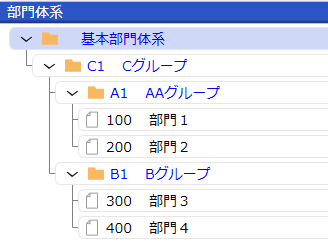 部門体系
基本部門体系
C1 Cグループ
A1 AAグループ
100 部門１
200 部門２
B1 Bグループ
300 部門３
400 部門４